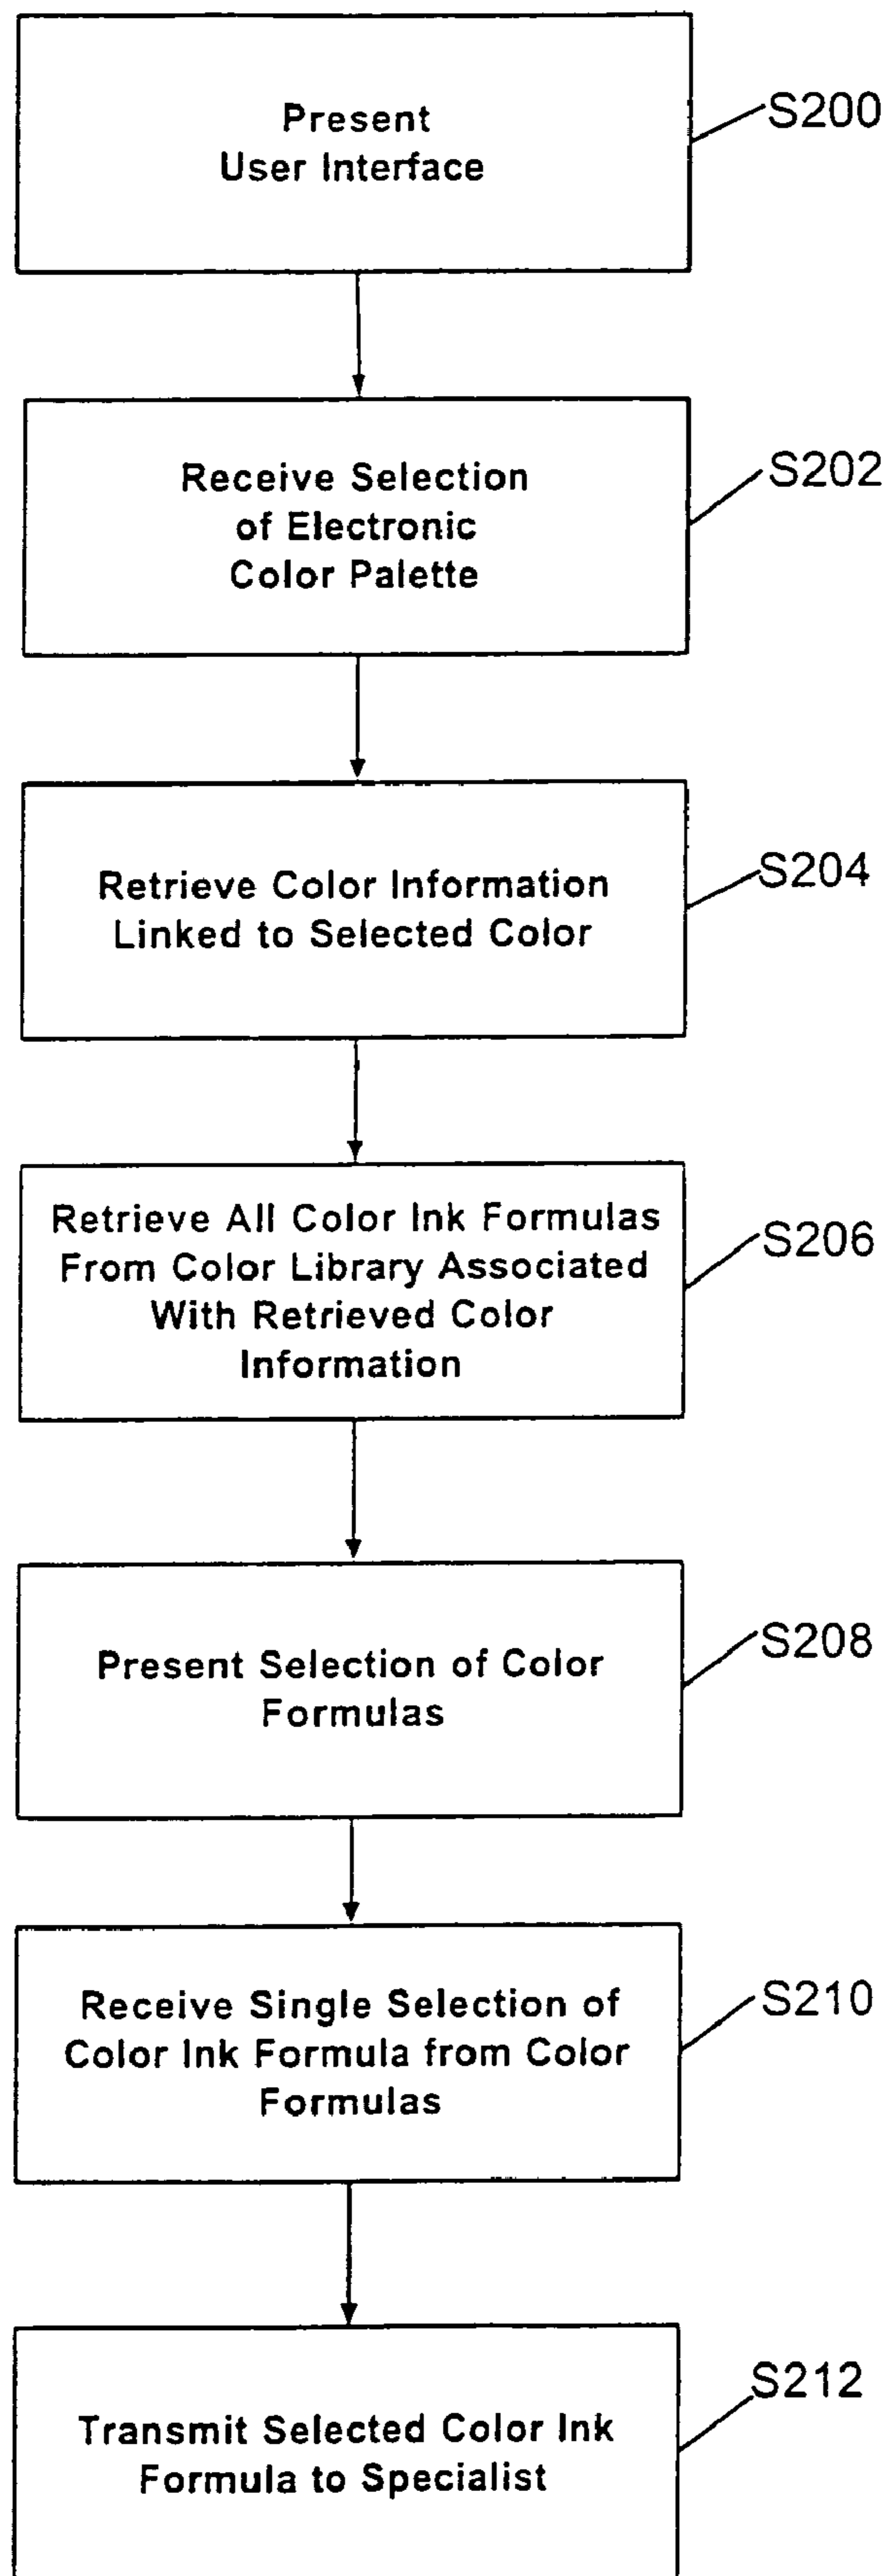 Present
User Interface
S200
Receive Selection
of Electronic
Color Palette
S202
Retrieve Color Information
Linked to Selected Color
S204
Retrieve All Color Ink Formulas
From Color Library Associated
With Retrieved Color
Information
S206
Present Selection of Color
Formulas
S208
Receive Single Selection of
Color Ink Formula from Color
Formulas
S210
Transmit Selected Color Ink
Formula to Specialist
S212